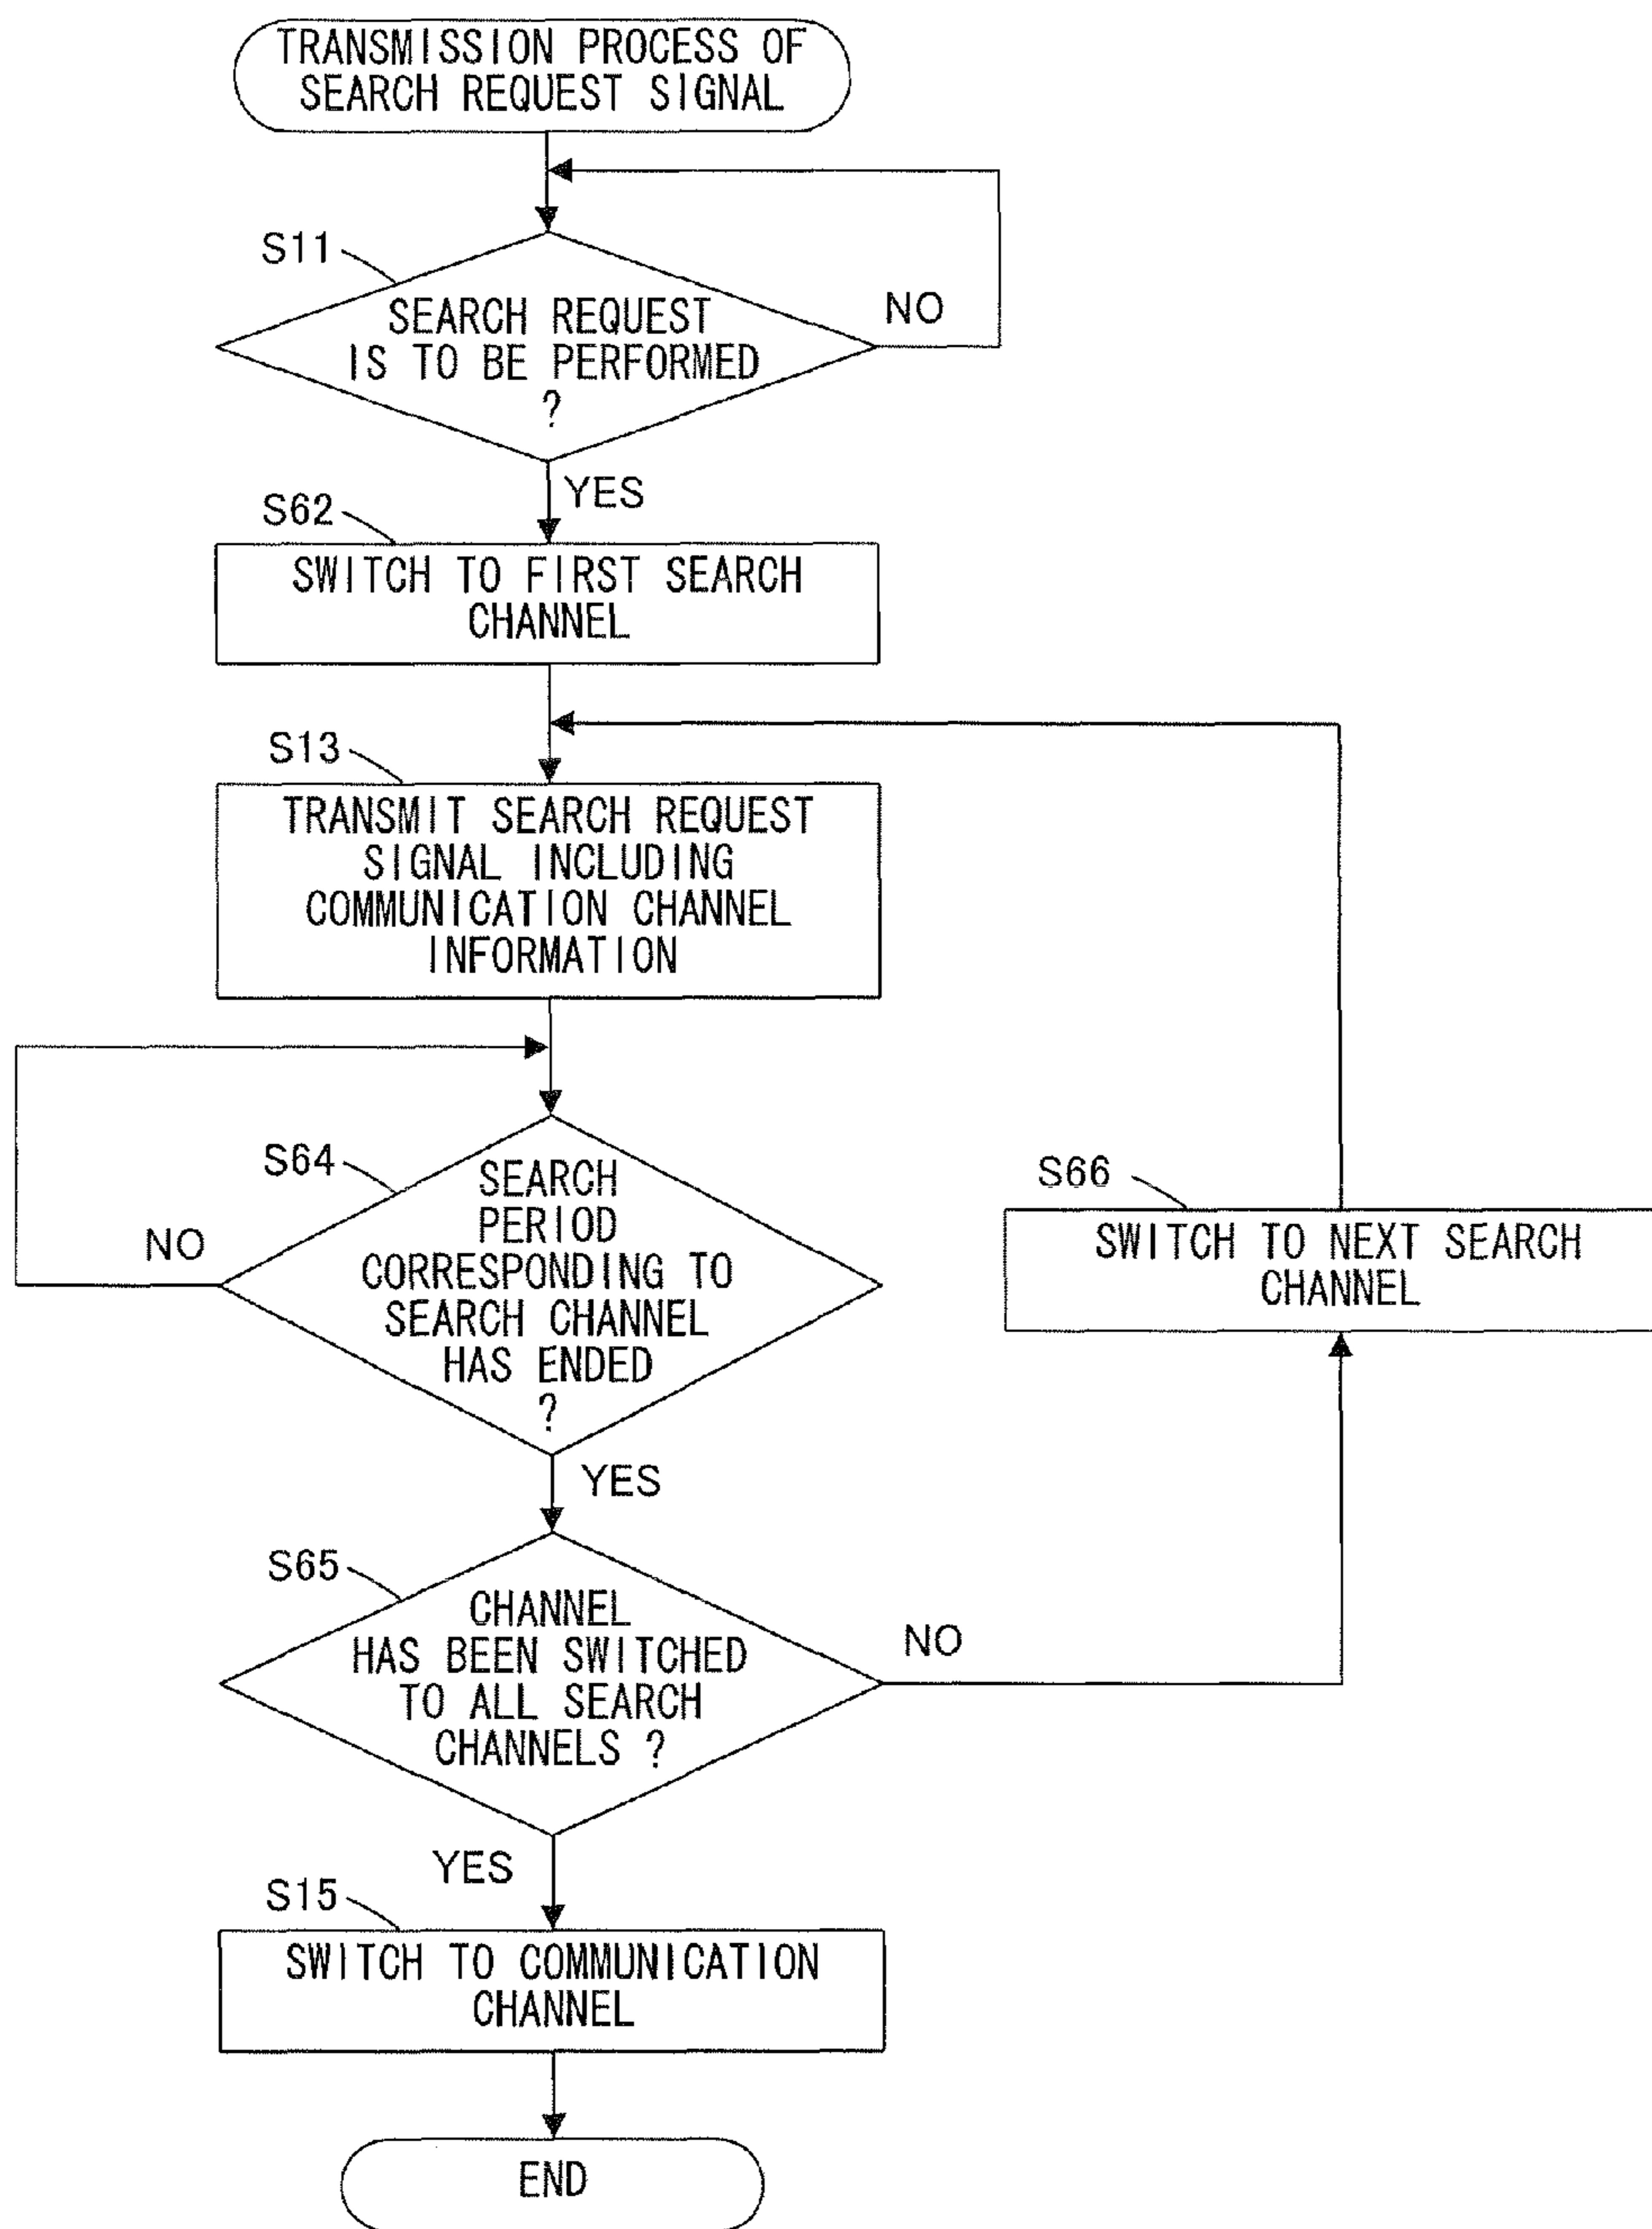 TRANSMISSION PROCESS OF
SEARCH REQUEST SIGNAL
S11
SEARCH REQUEST
IS TO BE PERFORMED
?
NO
YES
S62
SWITCH TO FIRST SEARCH
CHANNEL
S13
TRANSMIT SEARCH REQUEST
SIGNAL INCLUDING
COMMUNICATION CHANNEL
INFORMATION
S64
SEARCH
PERIOD
CORRESPONDING TO
SEARCH CHANNEL
HAS ENDED
?
NO
YES
S66
SWITCH TO NEXT SEARCH
CHANNEL
S65
CHANNEL
HAS BEEN SWITCHED
TO ALL SEARCH
CHANNELS ?
NO
YES
S15
SWITCH TO COMMUNICATION
CHANNEL
END